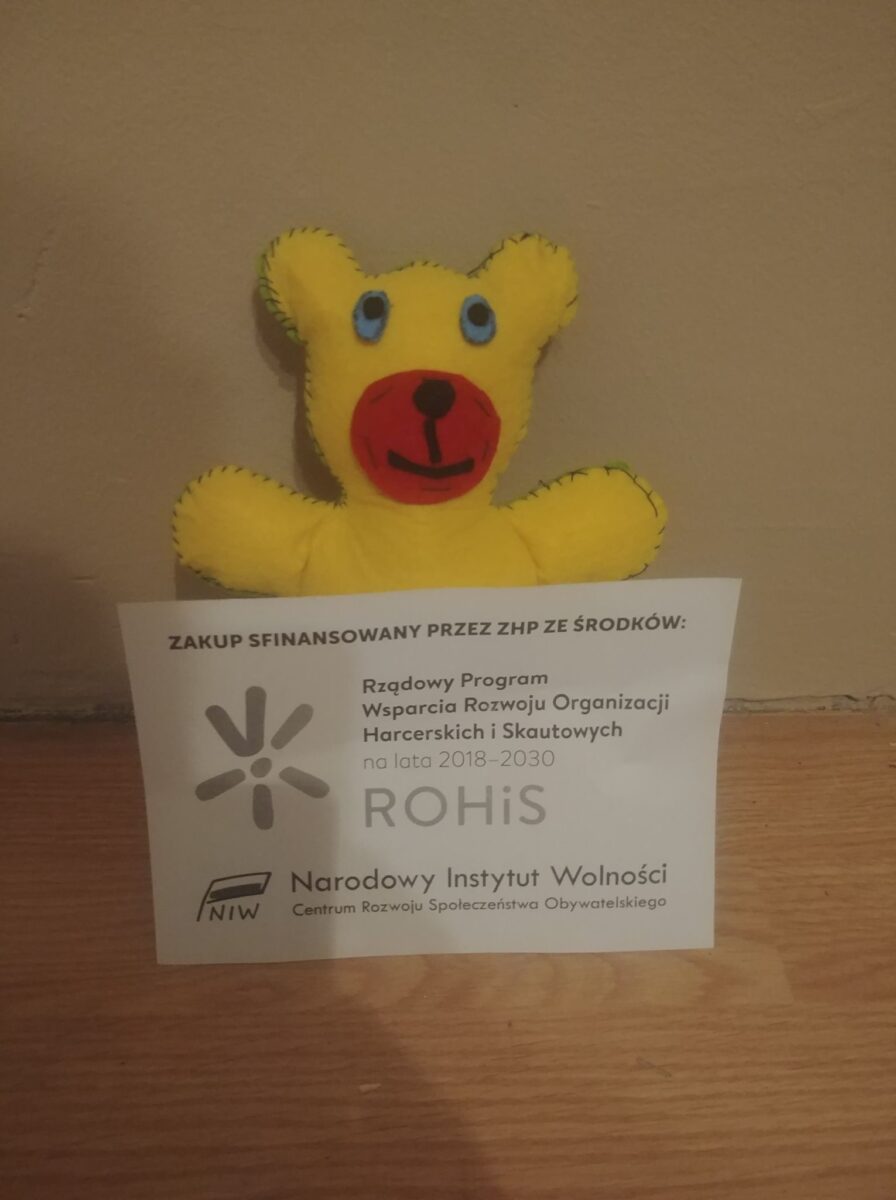 ZAKUP SFINANSOWANY PRZEZ ZHP ZE ŚRODKÓW:
Rządowy Program
Wsparcia Rozwoju Organizacji
Harcerskich i Skautowych
na lata 2018–2030
ROHiS
NIW
Narodowy Instytut Wolności
Centrum Rozwoju Społeczeństwa Obywatelskiego